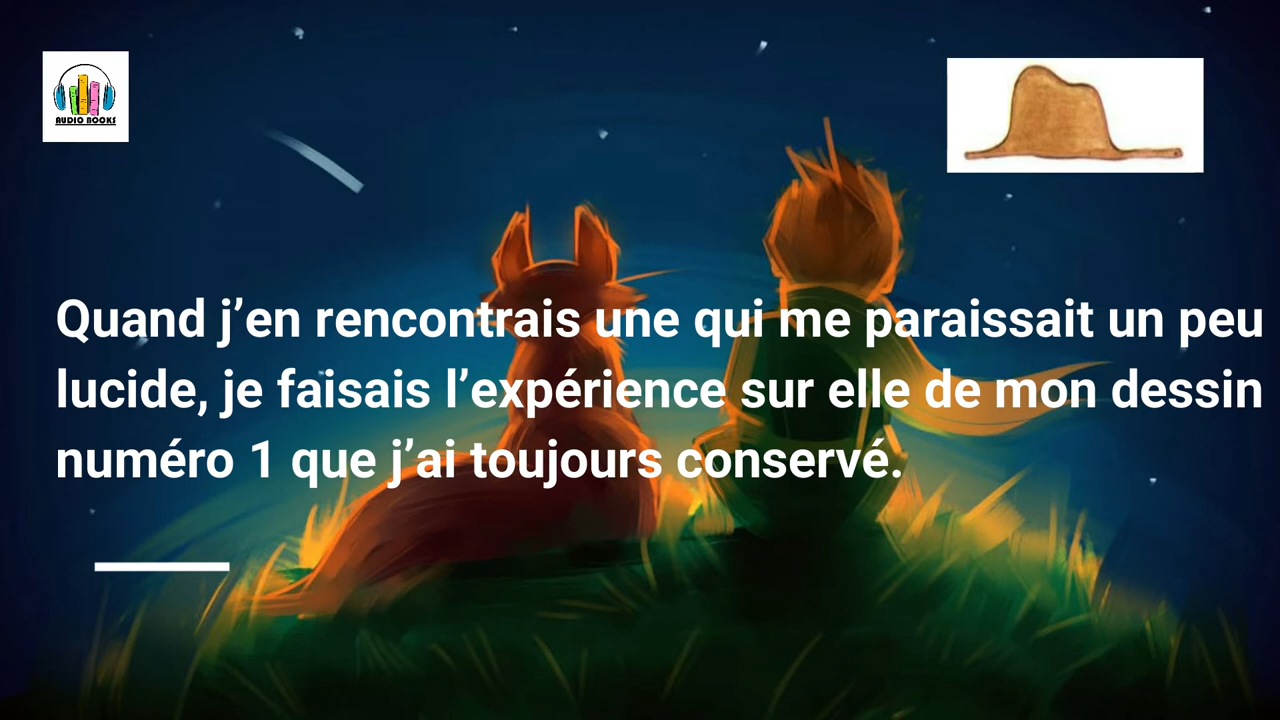 AUDIO BOOKS
Quand j’en rencontrais une qui me paraissait un peu
lucide, je faisais l’expérience sur elle de mon dessin
numéro 1 que j’ai toujours conservé.